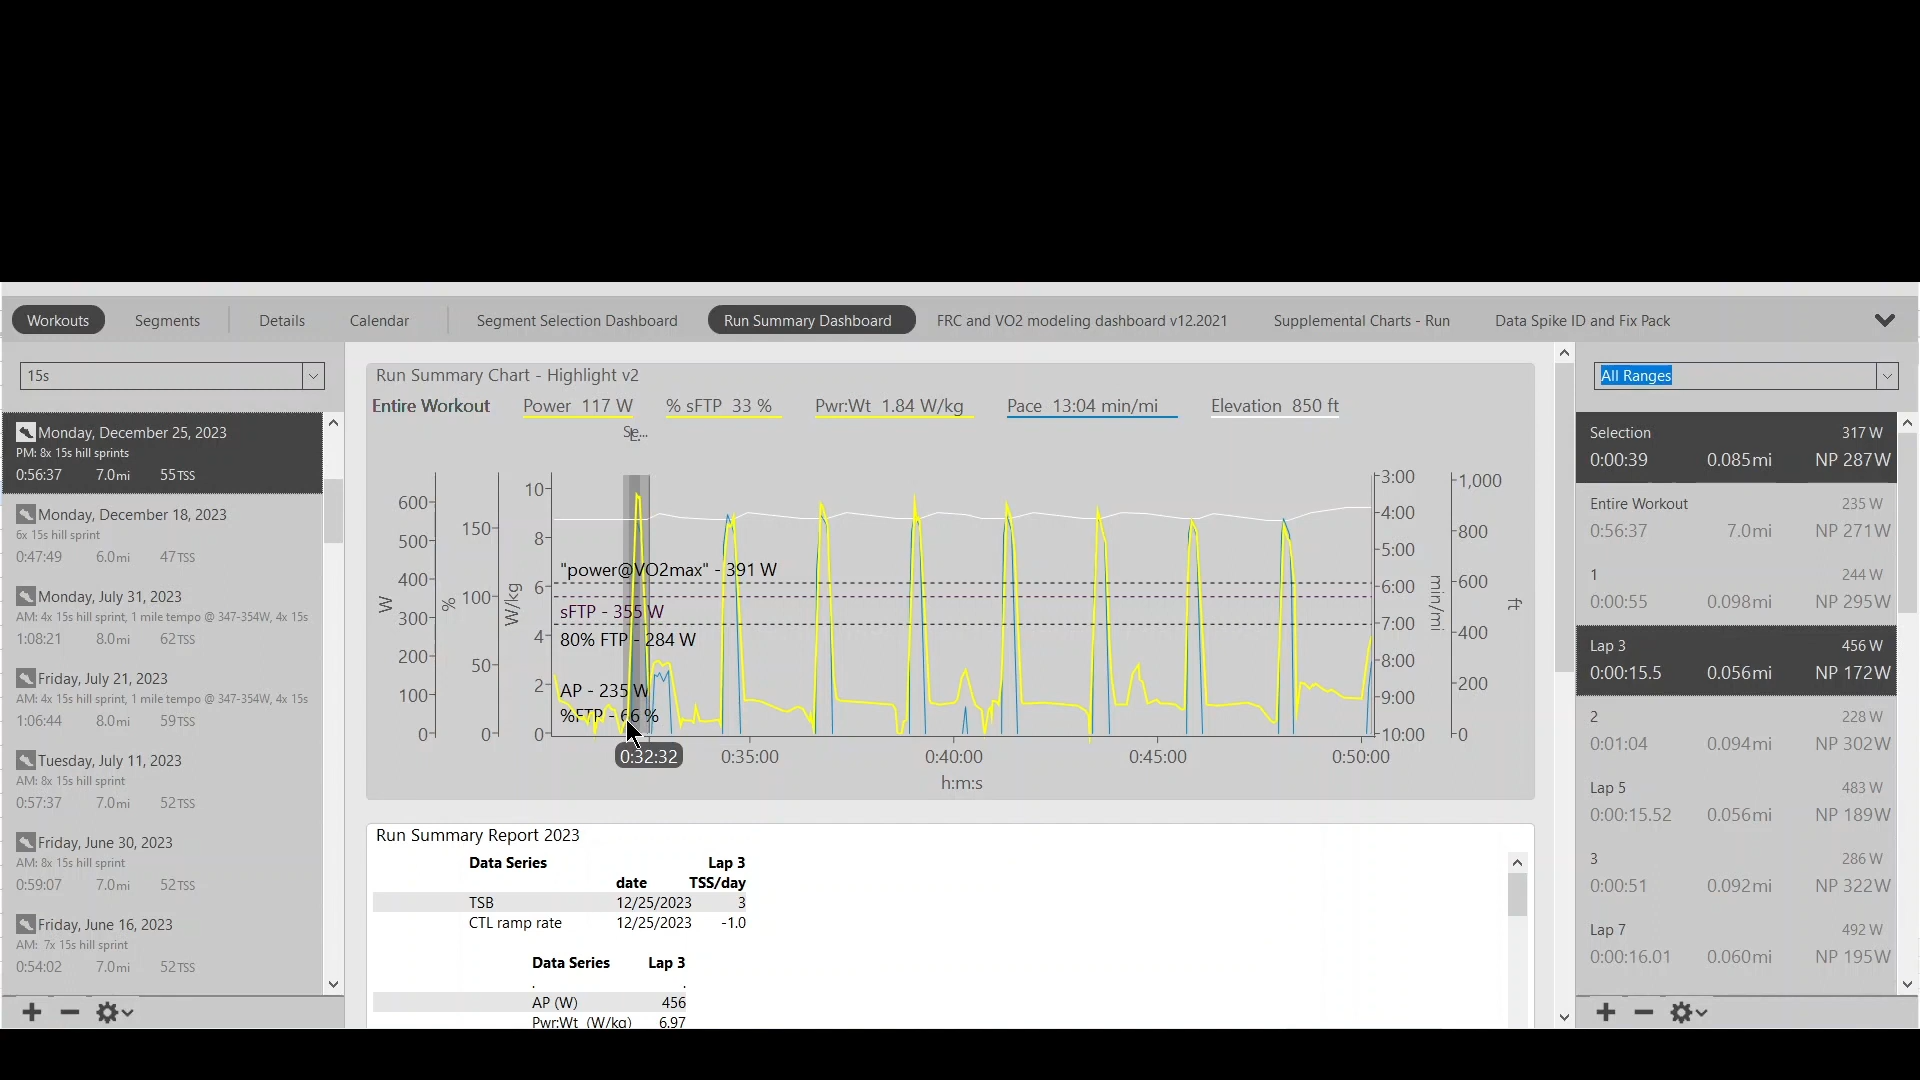 Workouts Segments Details Calendar Segment Selection Dashboard Run Summary Dashboard FRC and VO2 modeling dashboard v12.2021 Supplemental Charts - Run Data Spike ID and Fix Pack
15s
Monday, December 25, 2023
PM: 8x 15s hill sprints
0:56:37 7.0mi 55TSS
Monday, December 18, 2023
6x 15s hill sprint
0:47:49 6.0mi 47TSS
Monday, July 31, 2023
AM: 4x 15s hill sprint, 1 mile tempo @ 347-354W, 4x 15s
1:08:21 8.0mi 62TSS
Friday, July 21, 2023
AM: 4x 15s hill sprint, 1 mile tempo @ 347-354W, 4x 15s
1:06:44 8.0mi 59TSS
Tuesday, July 11, 2023
AM: 8x 15s hill sprint
0:57:37 7.0mi 52TSS
Friday, June 30, 2023
AM: 8x 15s hill sprint
0:59:07 7.0mi 52TSS
Friday, June 16, 2023
AM: 7x 15s hill sprint
0:54:02 7.0mi 52TSS
Run Summary Chart - Highlight v2
Entire Workout Power 117 W % sFTP 33 % Pwr:Wt 1.84 W/kg Pace 13:04 min/mi Elevation 850 ft
W
600
500
400
300
200
100
0
%
150
100
50
0
W/kg
10
8
6
4
2
0
"power@VO2max" - 391 W
sFTP - 355 W
80% FTP - 284 W
AP - 235 W
%FTP - 66 %
3:00
4:00
5:00
6:00
7:00
8:00
9:00
10:00
min/mi
1,000
800
600
400
200
0
ft
0:32:32 0:35:00 0:40:00 0:45:00 0:50:00
h:m:s
Run Summary Report 2023
Data Series Lap 3
date TSS/day
TSB 12/25/2023 3
CTL ramp rate 12/25/2023 -1.0
Data Series Lap 3
. .
AP (W) 456
Pwr:Wt (W/kg) 6.97
All Ranges
Selection 317 W
0:00:39 0.085mi NP 287W
Entire Workout 235 W
0:56:37 7.0mi NP 271W
1 244 W
0:00:55 0.098mi NP 295W
Lap 3 456 W
0:00:15.5 0.056mi NP 172W
2 228 W
0:01:04 0.094mi NP 302W
Lap 5 483 W
0:00:15.52 0.056mi NP 189W
3 286 W
0:00:51 0.092mi NP 322W
Lap 7 492 W
0:00:16.01 0.060mi NP 195W